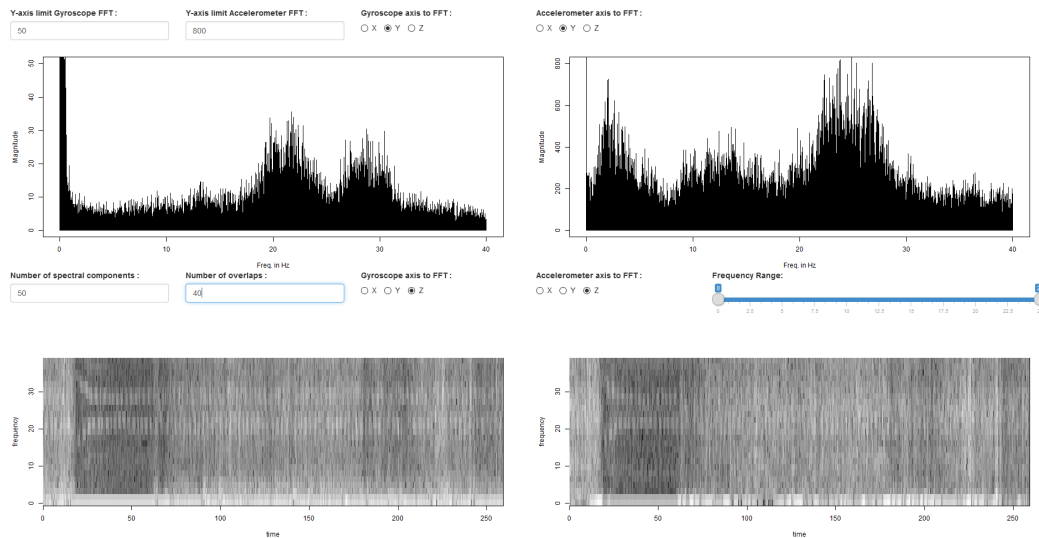 Y-axis limit Gyroscope FFT : Y-axis limit Accelerometer FFT : Gyroscope axis to FFT : Accelerometer axis to FFT :
50 800 X Y Z X Y Z
Magnitude
0 10 20 30 40 50
0 10 20 30 40
Freq. in Hz
Magnitude
0 200 400 600 800
0 10 20 30 40
Freq. in Hz
Number of spectral components : Number of overlaps : Gyroscope axis to FFT : Accelerometer axis to FFT : Frequency Range:
50 40 X Y Z X Y Z 0
0 2.5 5 7.5 10 12.5 15 17.5 20 22.5
frequency
0 10 20 30
0 50 100 150 200 250
time
frequency
0 10 20 30
0 50 100 150 200 250
time